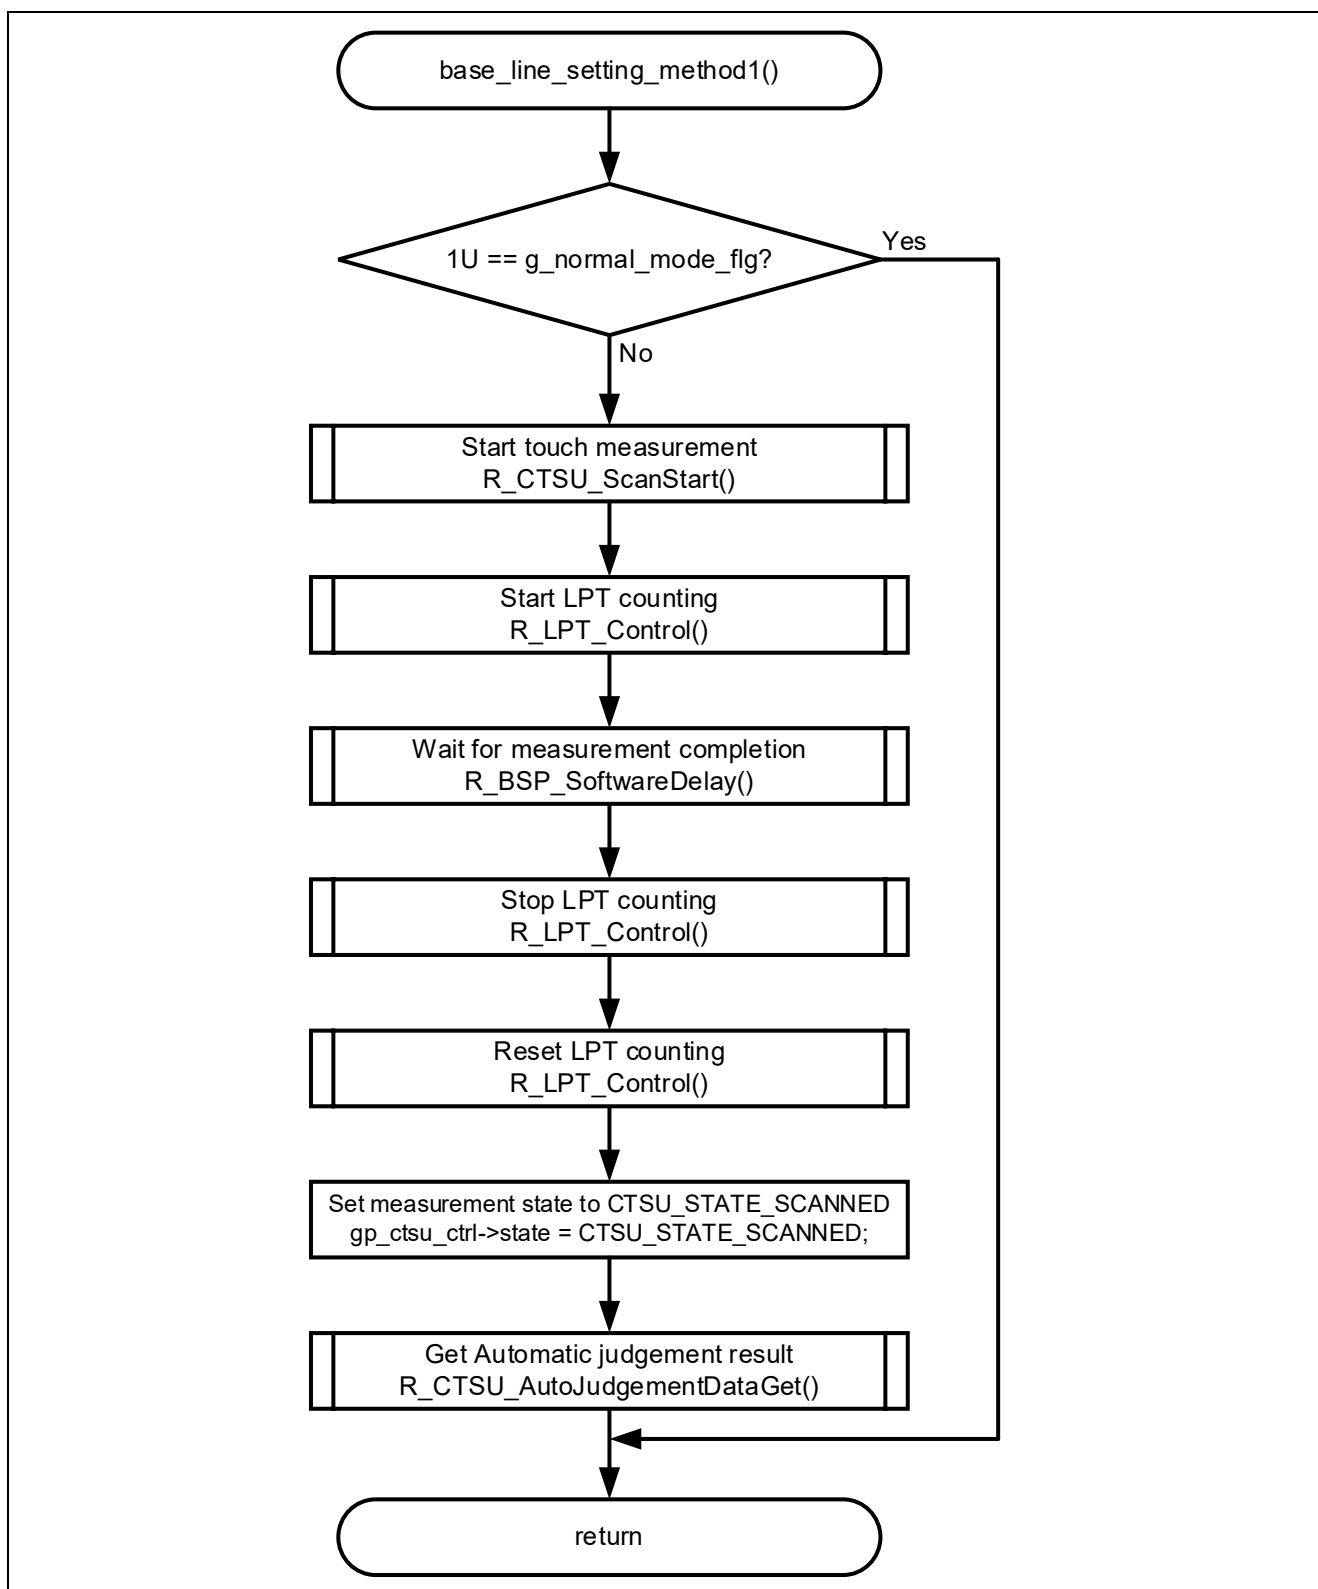 base_line_setting_method1()
1U == g_normal_mode_flg?
Yes
No
Start touch measurement
R_CTSU_ScanStart()
Start LPT counting
R_LPT_Control()
Wait for measurement completion
R_BSP_SoftwareDelay()
Stop LPT counting
R_LPT_Control()
Reset LPT counting
R_LPT_Control()
Set measurement state to CTSU_STATE_SCANNED
gp_ctsu_ctrl->state = CTSU_STATE_SCANNED;
Get Automatic judgement result
R_CTSU_AutoJudgementDataGet()
return